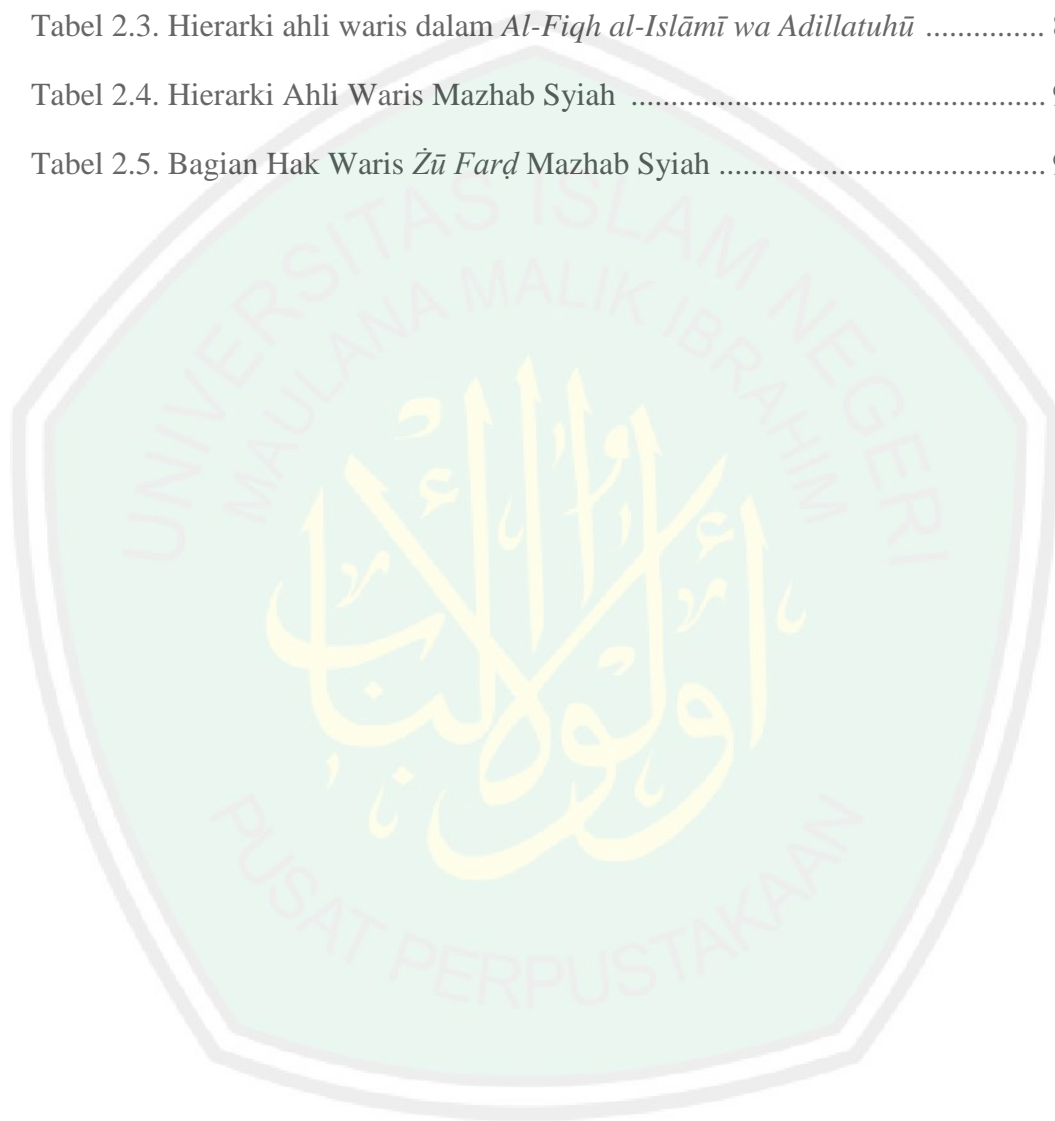 Tabel 2.3. Hierarki ahli waris dalam Al-Fiqh al-Islāmī wa Adillatuhū ...............
Tabel 2.4. Hierarki Ahli Waris Mazhab Syiah ....................................................
Tabel 2.5. Bagian Hak Waris Żū Farḍ Mazhab Syiah .........................................
UNIVERSITAS ISLAM NEGERI
MAULANA MALIK IBRAHIM
أولوا الألباب
PUSAT PERPUSTAKAAN